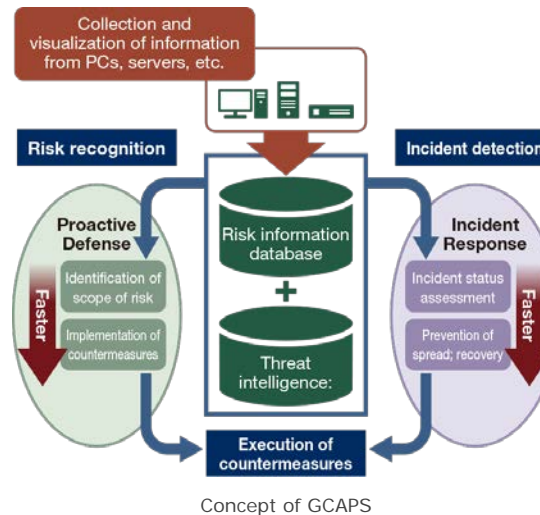 Collection and
visualization of information
from PCs, servers, etc.
Risk recognition
Incident detection
Proactive
Defense
Identification of
scope of risk
Implementation of
countermeasures
Faster
Risk information
database
+
Threat
intelligence:
Incident
Response
Incident status
assessment
Prevention of
spread; recovery
Faster
Execution of
countermeasures
Concept of GCAPS